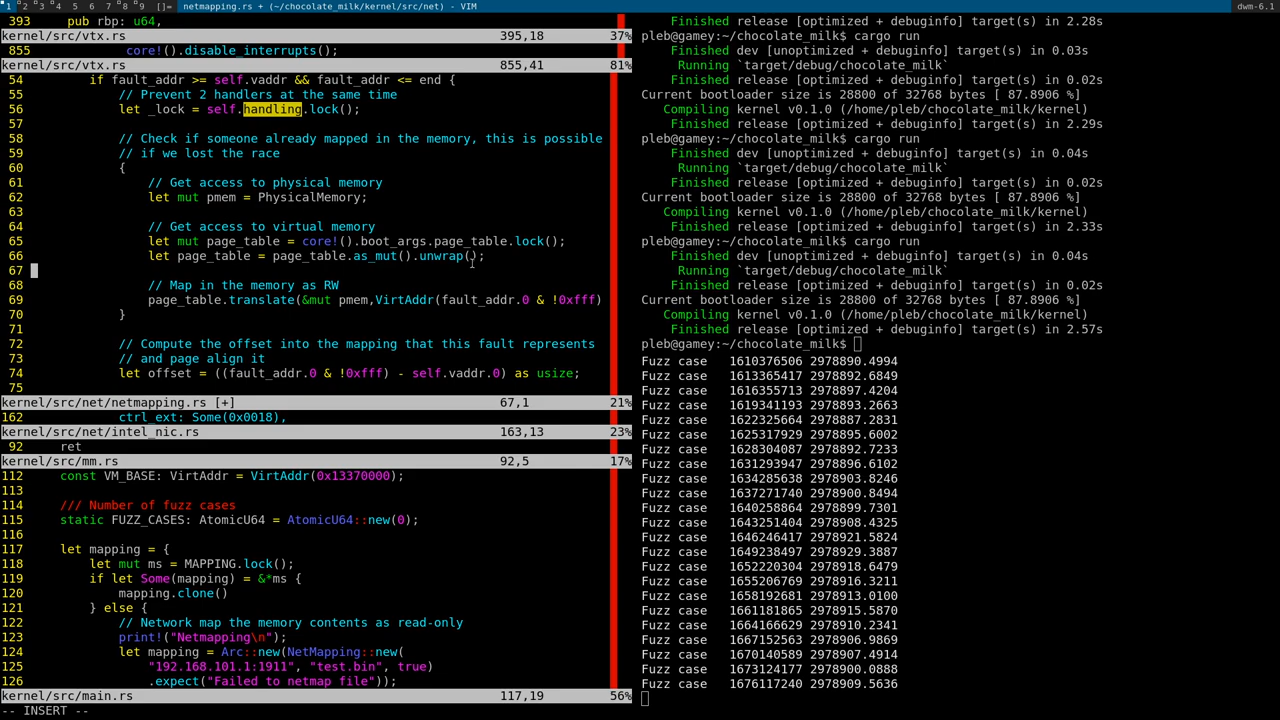 1 2 3 4 5 6 7 8 9 []= netmapping.rs + (~/chocolate_milk/kernel/src/net) - VIM dwm-6.1
393 pub rbp: u64,
kernel/src/vtx.rs 395,18 37%
855 core!().disable_interrupts();
kernel/src/vtx.rs 855,41 81%
54 if fault_addr >= self.vaddr && fault_addr <= end {
55 // Prevent 2 handlers at the same time
56 let _lock = self.handling.lock();
57
58 // Check if someone already mapped in the memory, this is possible
59 // if we lost the race
60 {
61 // Get access to physical memory
62 let mut pmem = PhysicalMemory;
63
64 // Get access to virtual memory
65 let mut page_table = core!().boot_args.page_table.lock();
66 let page_table = page_table.as_mut().unwrap();
67
68 // Map in the memory as RW
69 page_table.translate(&mut pmem,VirtAddr(fault_addr.0 & !0xfff)
70 }
71
72 // Compute the offset into the mapping that this fault represents
73 // and page align it
74 let offset = ((fault_addr.0 & !0xfff) - self.vaddr.0) as usize;
75
kernel/src/net/netmapping.rs [+] 67,1 21%
162 ctrl_ext: Some(0x0018),
kernel/src/net/intel_nic.rs 163,13 23%
92 ret
kernel/src/mm.rs 92,5 17%
112 const VM_BASE: VirtAddr = VirtAddr(0x13370000);
113
114 /// Number of fuzz cases
115 static FUZZ_CASES: AtomicU64 = AtomicU64::new(0);
116
117 let mapping = {
118 let mut ms = MAPPING.lock();
119 if let Some(mapping) = &*ms {
120 mapping.clone()
121 } else {
122 // Network map the memory contents as read-only
123 print!("Netmapping\n");
124 let mapping = Arc::new(NetMapping::new(
125 "192.168.101.1:1911", "test.bin", true)
126 .expect("Failed to netmap file"));
kernel/src/main.rs 117,19 56%
-- INSERT --
Finished release [optimized + debuginfo] target(s) in 2.28s
pleb@gamey:~/chocolate_milk$ cargo run
Finished dev [unoptimized + debuginfo] target(s) in 0.03s
Running `target/debug/chocolate_milk`
Finished release [optimized + debuginfo] target(s) in 0.02s
Current bootloader size is 28800 of 32768 bytes [ 87.8906 %]
Compiling kernel v0.1.0 (/home/pleb/chocolate_milk/kernel)
Finished release [optimized + debuginfo] target(s) in 2.29s
pleb@gamey:~/chocolate_milk$ cargo run
Finished dev [unoptimized + debuginfo] target(s) in 0.04s
Running `target/debug/chocolate_milk`
Finished release [optimized + debuginfo] target(s) in 0.02s
Current bootloader size is 28800 of 32768 bytes [ 87.8906 %]
Compiling kernel v0.1.0 (/home/pleb/chocolate_milk/kernel)
Finished release [optimized + debuginfo] target(s) in 2.33s
pleb@gamey:~/chocolate_milk$ cargo run
Finished dev [unoptimized + debuginfo] target(s) in 0.04s
Running `target/debug/chocolate_milk`
Finished release [optimized + debuginfo] target(s) in 0.02s
Current bootloader size is 28800 of 32768 bytes [ 87.8906 %]
Compiling kernel v0.1.0 (/home/pleb/chocolate_milk/kernel)
Finished release [optimized + debuginfo] target(s) in 2.57s
pleb@gamey:~/chocolate_milk$
Fuzz case 1610376506 2978890.4994
Fuzz case 1613365417 2978892.6849
Fuzz case 1616355713 2978897.4204
Fuzz case 1619341193 2978893.2663
Fuzz case 1622325664 2978887.2831
Fuzz case 1625317929 2978895.6002
Fuzz case 1628304087 2978892.7233
Fuzz case 1631293947 2978896.6102
Fuzz case 1634285638 2978903.8246
Fuzz case 1637271740 2978900.8494
Fuzz case 1640258864 2978899.7301
Fuzz case 1643251404 2978908.4325
Fuzz case 1646246417 2978921.5824
Fuzz case 1649238497 2978929.3887
Fuzz case 1652220304 2978918.6479
Fuzz case 1655206769 2978916.3211
Fuzz case 1658192681 2978913.0100
Fuzz case 1661181865 2978915.5870
Fuzz case 1664166629 2978910.2341
Fuzz case 1667152563 2978906.9869
Fuzz case 1670140589 2978907.4914
Fuzz case 1673124177 2978900.0888
Fuzz case 1676117240 2978909.5636